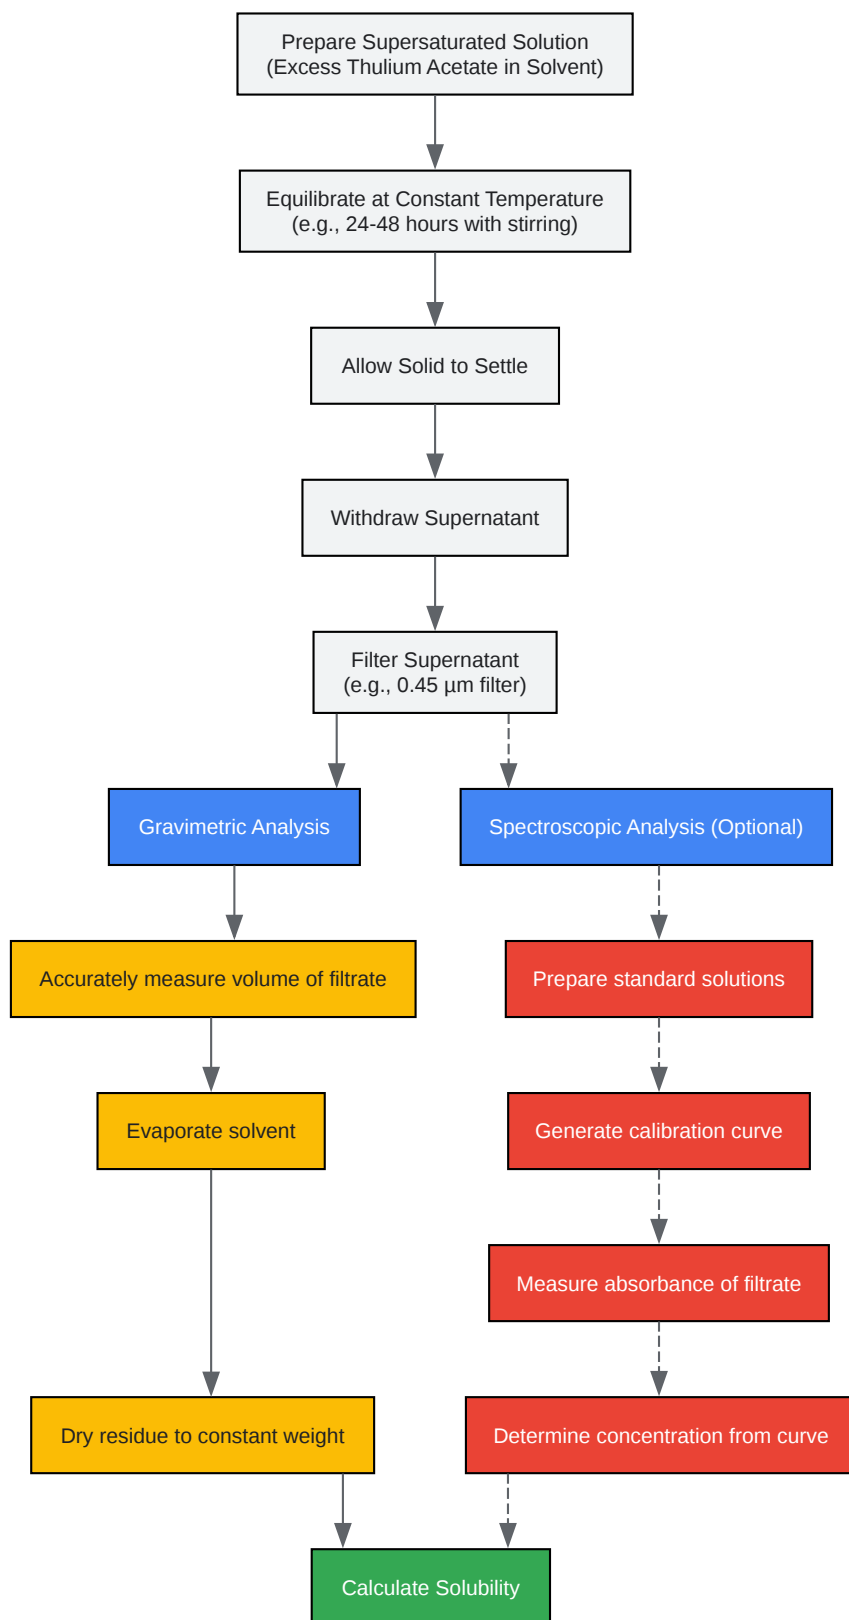 Prepare Supersaturated Solution
(Excess Thulium Acetate in Solvent)
Equilibrate at Constant Temperature
(e.g., 24-48 hours with stirring)
Allow Solid to Settle
Withdraw Supernatant
Filter Supernatant
(e.g., 0.45 µm filter)
Gravimetric Analysis
Spectroscopic Analysis (Optional)
Accurately measure volume of filtrate
Prepare standard solutions
Evaporate solvent
Generate calibration curve
Measure absorbance of filtrate
Dry residue to constant weight
Determine concentration from curve
Calculate Solubility